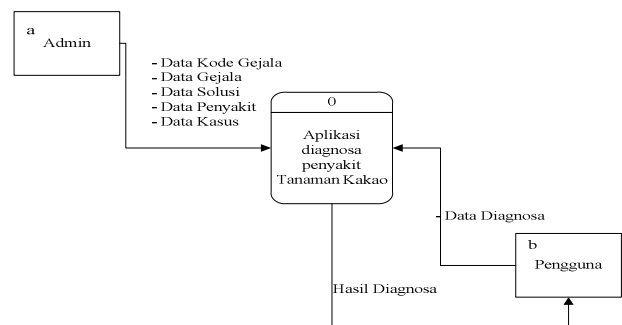 a
Admin
- Data Kode Gejala
- Data Gejala
- Data Solusi
- Data Penyakit
- Data Kasus
0
Aplikasi
diagnosa
penyakit
Tanaman Kakao
- Data Diagnosa
b
Pengguna
Hasil Diagnosa